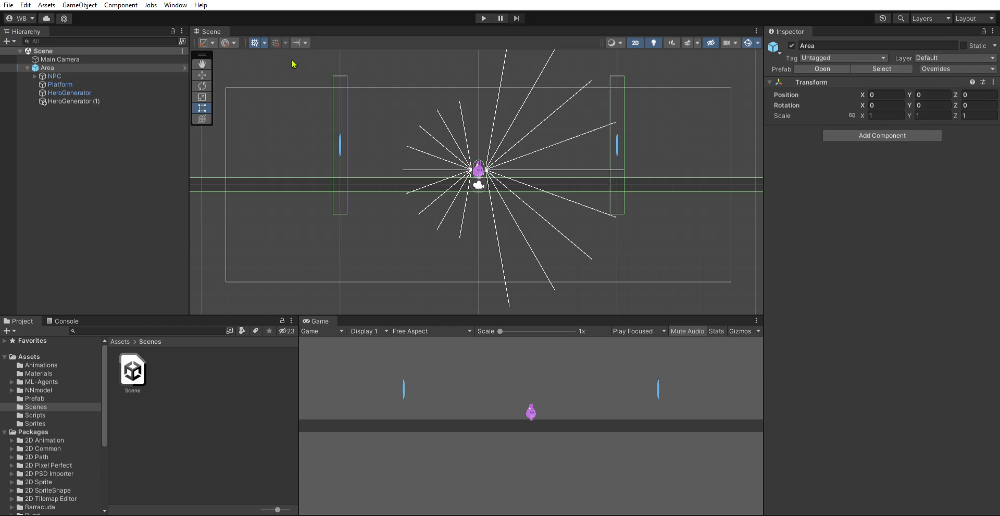 File Edit Assets GameObject Component Jobs Window Help
WB Layers Layout
Hierarchy
All
Scene
Main Camera
Area
NPC
Platform
HeroGenerator
HeroGenerator (1)
Scene
2D
Inspector
Area Static
Tag Untagged Layer Default
Prefab Open Select Overrides
Transform
Position X 0 Y 0 Z 0
Rotation X 0 Y 0 Z 0
Scale X 1 Y 1 Z 1
Add Component
Project Console
23
Favorites
Assets
Animations
Materials
ML-Agents
NNmodel
Prefab
Scenes
Scripts
Sprites
Packages
2D Animation
2D Common
2D Path
2D Pixel Perfect
2D PSD Importer
2D Sprite
2D SpriteShape
2D Tilemap Editor
Barracuda
Assets > Scenes
Scene
Game
Game Display 1 Free Aspect Scale 1x Play Focused Mute Audio Stats Gizmos